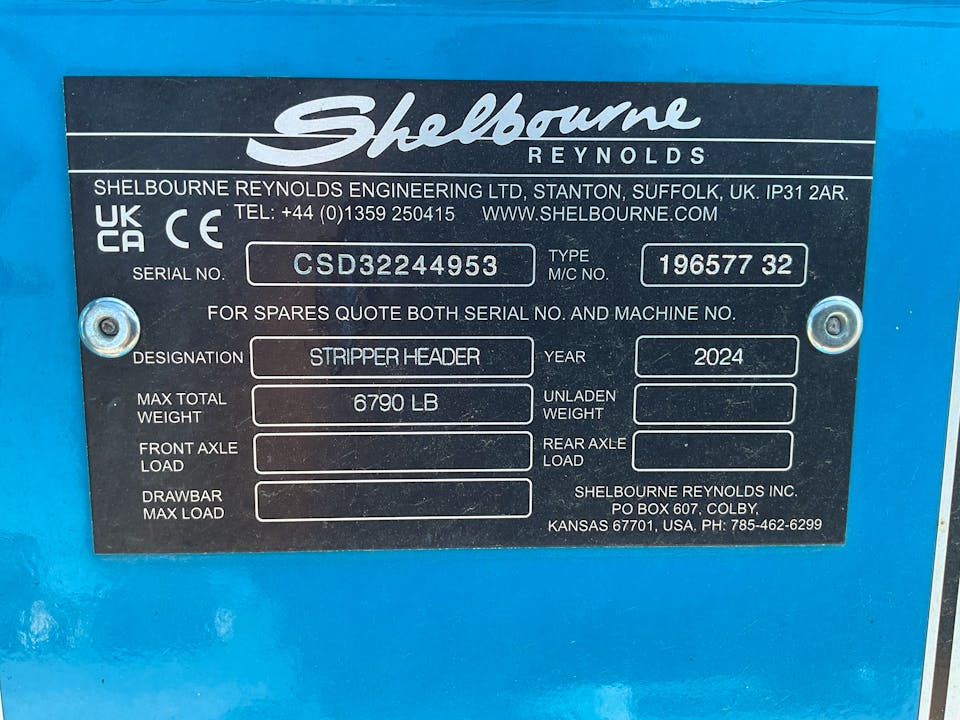 Shelbourne
REYNOLDS
SHELBOURNE REYNOLDS ENGINEERING LTD, STANTON, SUFFOLK, UK. IP31 2AR.
UK CA CE TEL: +44 (0)1359 250415 WWW.SHELBOURNE.COM
SERIAL NO. CSD32244953 TYPE M/C NO. 196577 32
FOR SPARES QUOTE BOTH SERIAL NO. AND MACHINE NO.
DESIGNATION STRIPPER HEADER YEAR 2024
MAX TOTAL WEIGHT 6790 LB UNLADEN WEIGHT
FRONT AXLE LOAD REAR AXLE LOAD
DRAWBAR MAX LOAD
SHELBOURNE REYNOLDS INC.
PO BOX 607, COLBY,
KANSAS 67701, USA. PH: 785-462-6299